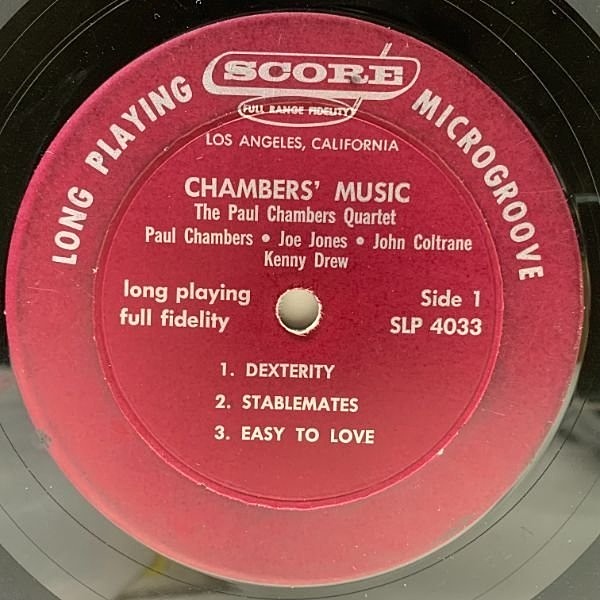 LONG PLAYING
SCORE
FULL RANGE FIDELITY
MICROGROOVE
LOS ANGELES, CALIFORNIA
CHAMBERS' MUSIC
The Paul Chambers Quartet
Paul Chambers • Joe Jones • John Coltrane
Kenny Drew
long playing
full fidelity
Side 1
SLP 4033
1. DEXTERITY
2. STABLEMATES
3. EASY TO LOVE